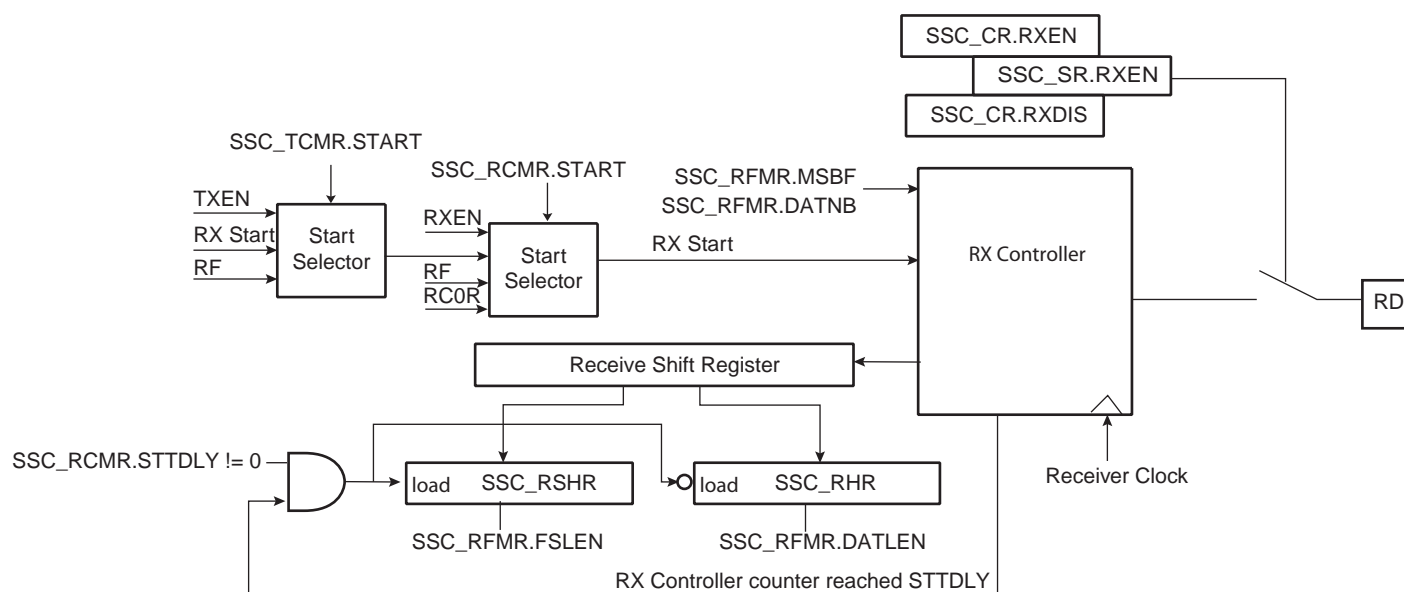 SSC_CR.RXEN
SSC_SR.RXEN
SSC_CR.RXDIS
SSC_TCMR.START
SSC_RCMR.START
SSC_RFMR.MSBF
SSC_RFMR.DATNB
TXEN
RX Start
RF
Start
Selector
RXEN
RF
RC0R
Start
Selector
RX Start
RX Controller
RD
Receive Shift Register
SSC_RCMR.STTDLY != 0
load
SSC_RSHR
load
SSC_RHR
Receiver Clock
SSC_RFMR.FSLEN
SSC_RFMR.DATLEN
RX Controller counter reached STTDLY